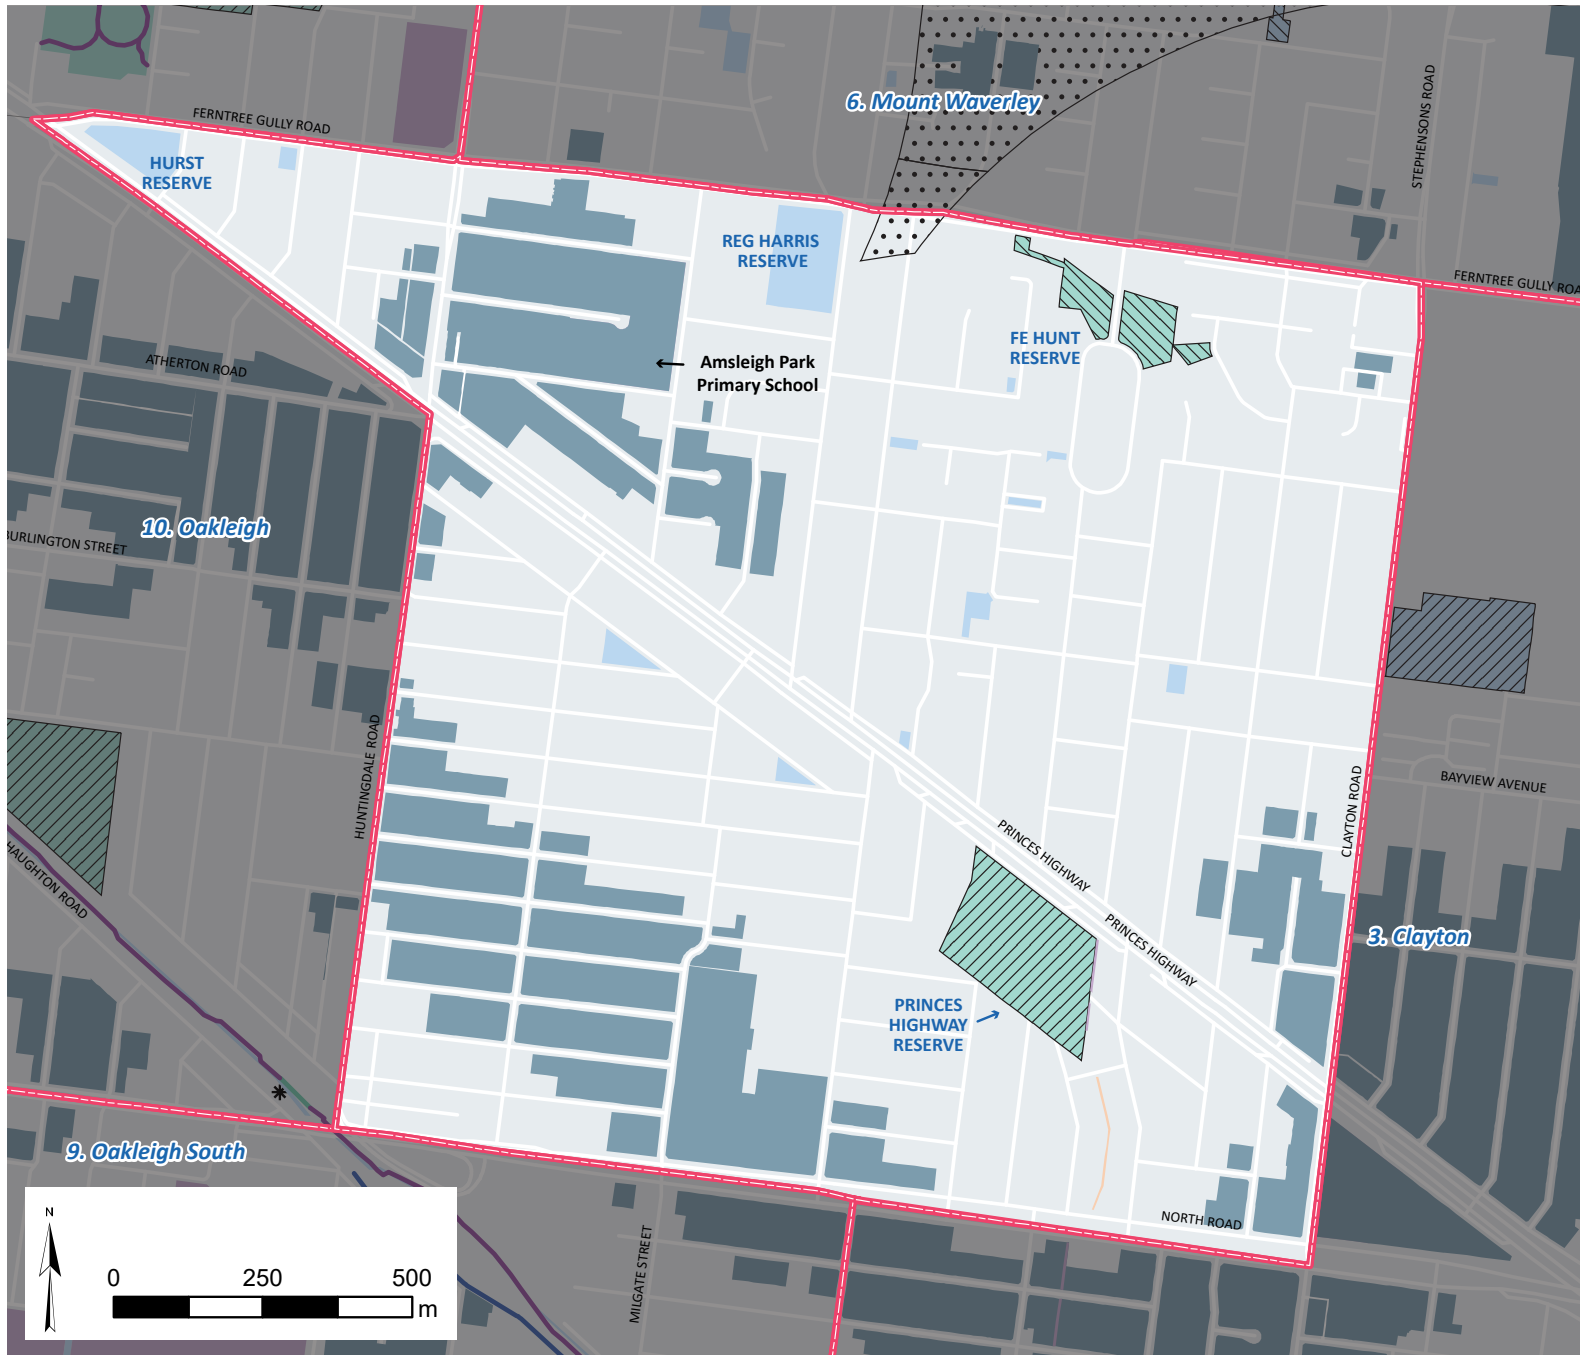 6. Mount Waverley
FERNTREE GULLY ROAD
STEPHENSONS ROAD
HURST
RESERVE
REG HARRIS
RESERVE
FERNTREE GULLY ROA
FE HUNT
RESERVE
ATHERTON ROAD
Amsleigh Park
Primary School
10. Oakleigh
BURLINGTON STREET
HUNTINGDALE ROAD
BAYVIEW AVENUE
CLAYTON ROAD
PRINCES HIGHWAY
HAUGHTON ROAD
PRINCES HIGHWAY
3. Clayton
PRINCES
HIGHWAY
RESERVE
9. Oakleigh South
NORTH ROAD
MILGATE STREET
N
0 250 500
m